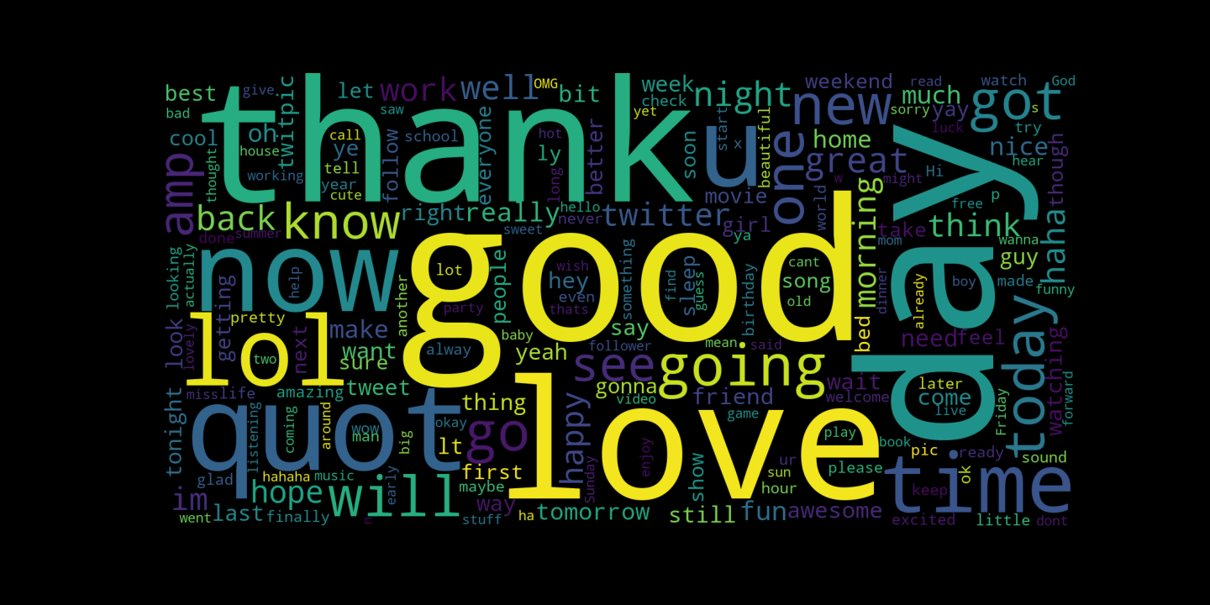 thank
good
day
love
now
lol
quot
time
u
new
got
one
see
going
go
will
today
know
back
amp
work
well
OMG
bit
let
twitpic
best
bad
give
saw
week
check
night
weekend
read
watch
God
much
yay
sorry
s
luck
try
nice
hear
though
cool
oh
call
ye
tell
year
cute
house
thought
working
follow
school
everyone
hot
ly
long
better
yet
soon
start
x
beautiful
home
great
w
might
Hi
free
p
movie
world
girl
ya
morning
take
think
haha
wanna
guy
made
funny
mom
right
really
hello
never
sweet
twitter
done
summer
looking
actually
getting
help
lot
people
wish
hey
even
thats
something
find
sleep
guess
cant
song
old
birthday
dinner
boy
already
bed
party
another
baby
say
mean
said
follower
look
lovely
pretty
two
next
make
want
sure
alway
yeah
gonna
video
friend
wait
welcome
need
feel
watching
later
come
live
Friday
forward
tonight
miss
life
amazing
tweet
thing
okay
happy
game
play
book
please
pic
ready
ok
sound
listening
coming
around
wow
man
big
lt
first
enjoy
Sunday
show
ur
sun
hour
keep
glad
hahaha
music
early
maybe
way
im
hope
went
last
finally
stuff
ha
tomorrow
still
fun
awesome
excited
little
dont